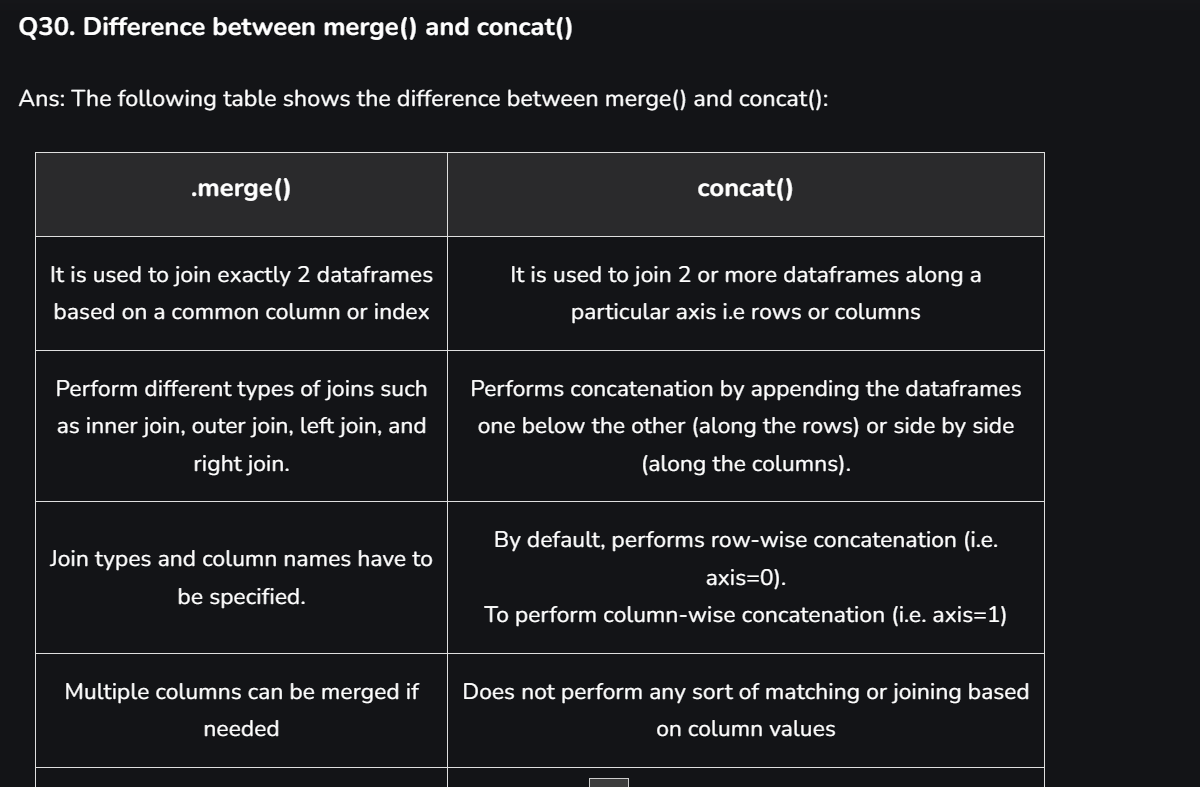 Q30. Difference between merge() and concat()
Ans: The following table shows the difference between merge() and concat():
.merge()
concat()
It is used to join exactly 2 dataframes
based on a common column or index
It is used to join 2 or more dataframes along a
particular axis i.e rows or columns
Perform different types of joins such
as inner join, outer join, left join, and
right join.
Performs concatenation by appending the dataframes
one below the other (along the rows) or side by side
(along the columns).
Join types and column names have to
be specified.
By default, performs row-wise concatenation (i.e.
axis=0).
To perform column-wise concatenation (i.e. axis=1)
Multiple columns can be merged if
needed
Does not perform any sort of matching or joining based
on column values